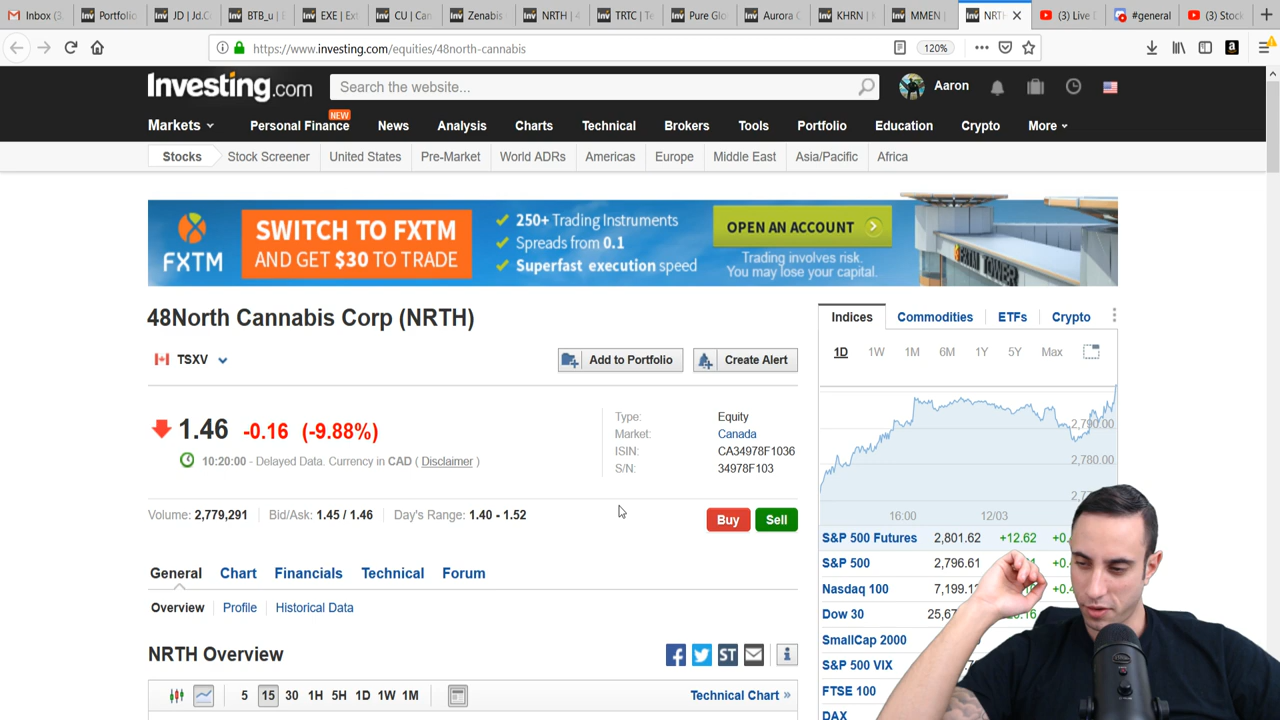 Inbox (3
Portfolio
JD | Jd.C
BTB_u | E
EXE | Ext
CU | Can
Zenabis
NRTH | 4
TRTC | Te
Pure Glo
Aurora C
KHRN |
MMEN |
NRT
(3) Live
#general
(3) Stock
https://www.investing.com/equities/48north-cannabis
120%
Investing.com
Search the website...
Aaron
NEW
Markets
Personal Finance
News
Analysis
Charts
Technical
Brokers
Tools
Portfolio
Education
Crypto
More
Stocks
Stock Screener
United States
Pre-Market
World ADRs
Americas
Europe
Middle East
Asia/Pacific
Africa
FXTM
SWITCH TO FXTM
AND GET $30 TO TRADE
250+ Trading Instruments
Spreads from 0.1
Superfast execution speed
OPEN AN ACCOUNT
Trading involves risk.
You may lose your capital.
FXTM TOWER
48North Cannabis Corp (NRTH)
TSXV
Add to Portfolio
Create Alert
1.46 -0.16 (-9.88%)
10:20:00 - Delayed Data. Currency in CAD ( Disclaimer )
Type: Equity
Market: Canada
ISIN: CA34978F1036
S/N: 34978F103
Volume: 2,779,291
Bid/Ask: 1.45 / 1.46
Day's Range: 1.40 - 1.52
Buy
Sell
General
Chart
Financials
Technical
Forum
Overview
Profile
Historical Data
NRTH Overview
5 15 30 1H 5H 1D 1W 1M
Technical Chart »
Indices
Commodities
ETFs
Crypto
1D 1W 1M 6M 1Y 5Y Max
2,790.00
2,780.00
16:00
12/03
S&P 500 Futures 2,801.62 +12.62
S&P 500 2,796.61
Nasdaq 100 7,199.
Dow 30 25,67
SmallCap 2000
S&P 500 VIX
FTSE 100
DAX